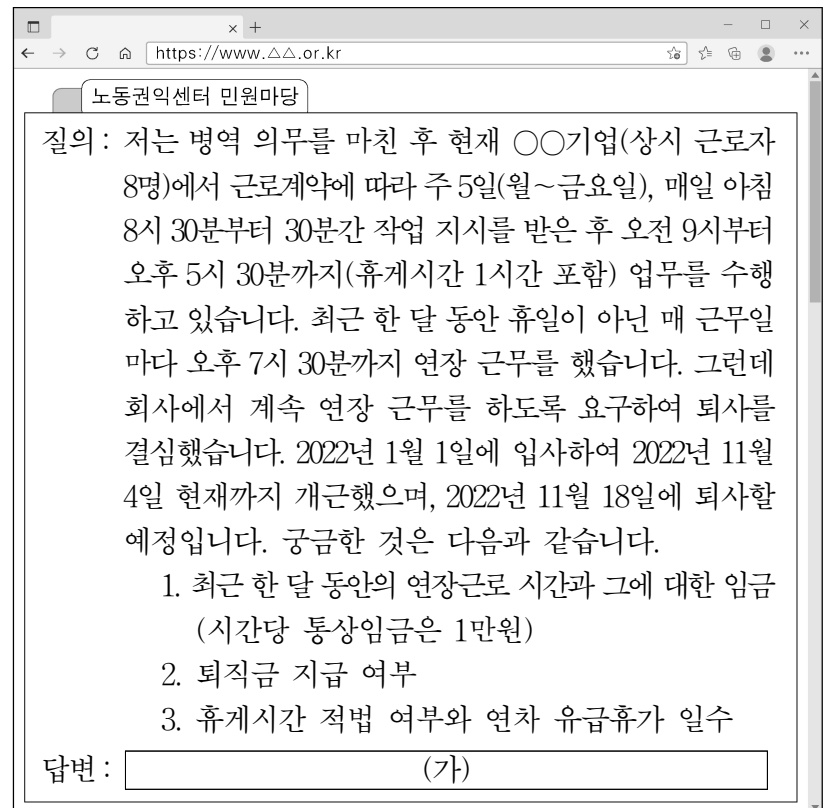 https://www.△△.or.kr
노동권익센터 민원마당
질의 : 저는 병역 의무를 마친 후 현재 ○○기업(상시 근로자
8명)에서 근로계약에 따라 주 5일(월～금요일), 매일 아침
8시 30분부터 30분간 작업 지시를 받은 후 오전 9시부터
오후 5시 30분까지(휴게시간 1시간 포함) 업무를 수행
하고 있습니다. 최근 한 달 동안 휴일이 아닌 매 근무일
마다 오후 7시 30분까지 연장 근무를 했습니다. 그런데
회사에서 계속 연장 근무를 하도록 요구하여 퇴사를
결심했습니다. 2022년 1월 1일에 입사하여 2022년 11월
4일 현재까지 개근했으며, 2022년 11월 18일에 퇴사할
예정입니다. 궁금한 것은 다음과 같습니다.
1. 최근 한 달 동안의 연장근로 시간과 그에 대한 임금
(시간당 통상임금은 1만원)
2. 퇴직금 지급 여부
3. 휴게시간 적법 여부와 연차 유급휴가 일수
답변 : (가)